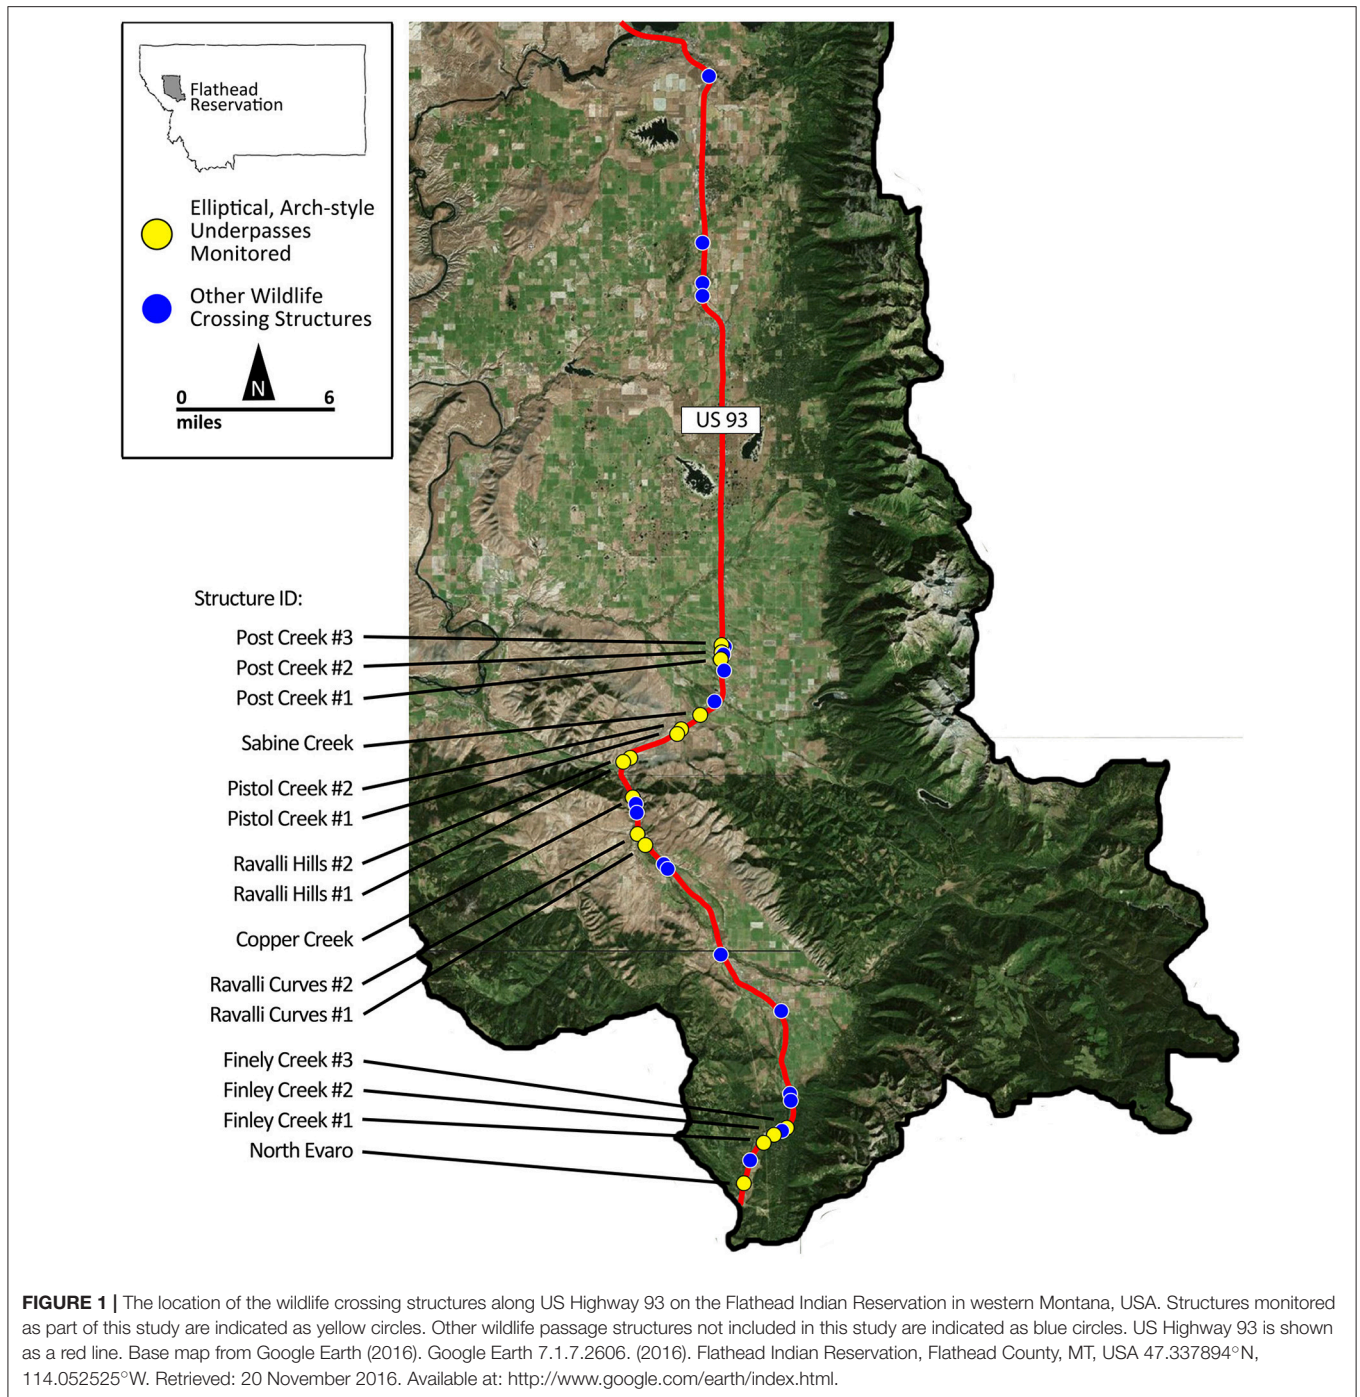 Flathead
Reservation
Elliptical, Arch-style
Underpasses
Monitored
Other Wildlife
Crossing Structures
N
0 6
miles
US 93
Structure ID:
Post Creek #3
Post Creek #2
Post Creek #1
Sabine Creek
Pistol Creek #2
Pistol Creek #1
Ravalli Hills #2
Ravalli Hills #1
Copper Creek
Ravalli Curves #2
Ravalli Curves #1
Finely Creek #3
Finley Creek #2
Finley Creek #1
North Evaro
FIGURE 1 | The location of the wildlife crossing structures along US Highway 93 on the Flathead Indian Reservation in western Montana, USA. Structures monitored
as part of this study are indicated as yellow circles. Other wildlife passage structures not included in this study are indicated as blue circles. US Highway 93 is shown
as a red line. Base map from Google Earth (2016). Google Earth 7.1.7.2606. (2016). Flathead Indian Reservation, Flathead County, MT, USA 47.337894°N,
114.052525°W. Retrieved: 20 November 2016. Available at: http://www.google.com/earth/index.html.